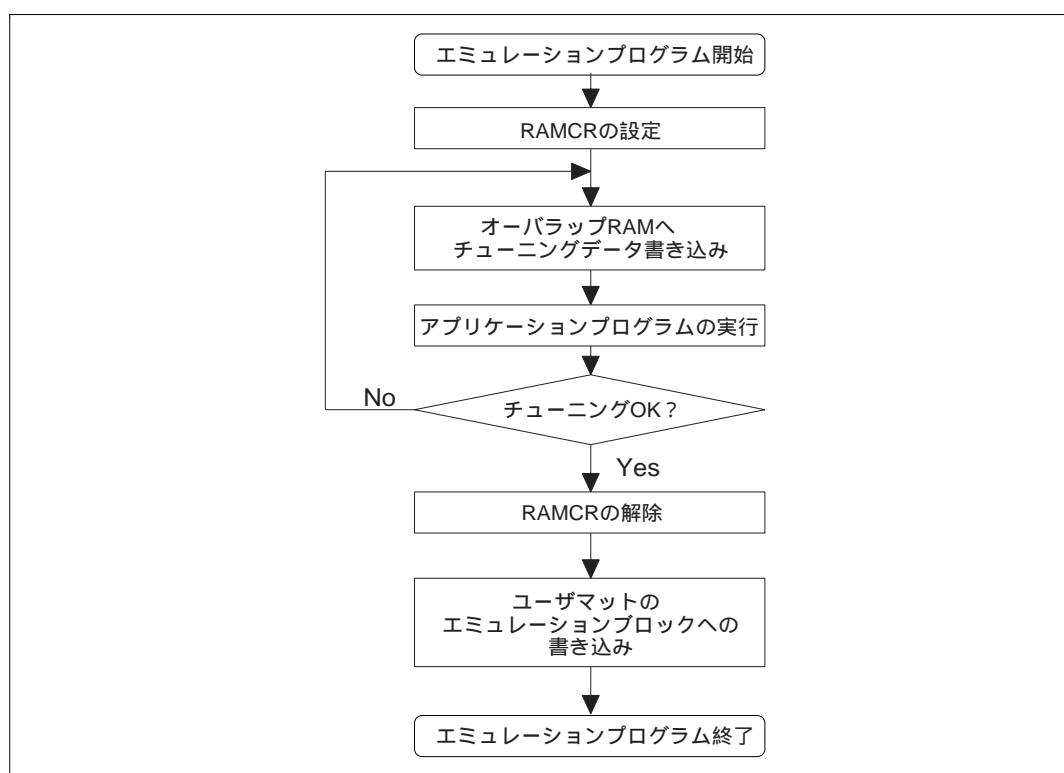 エミュレーションプログラム開始
RAMCRの設定
オーバラップRAMへ
チューニングデータ書き込み
アプリケーションプログラムの実行
チューニングOK？
No
Yes
RAMCRの解除
ユーザマットの
エミュレーションブロックへの
書き込み
エミュレーションプログラム終了